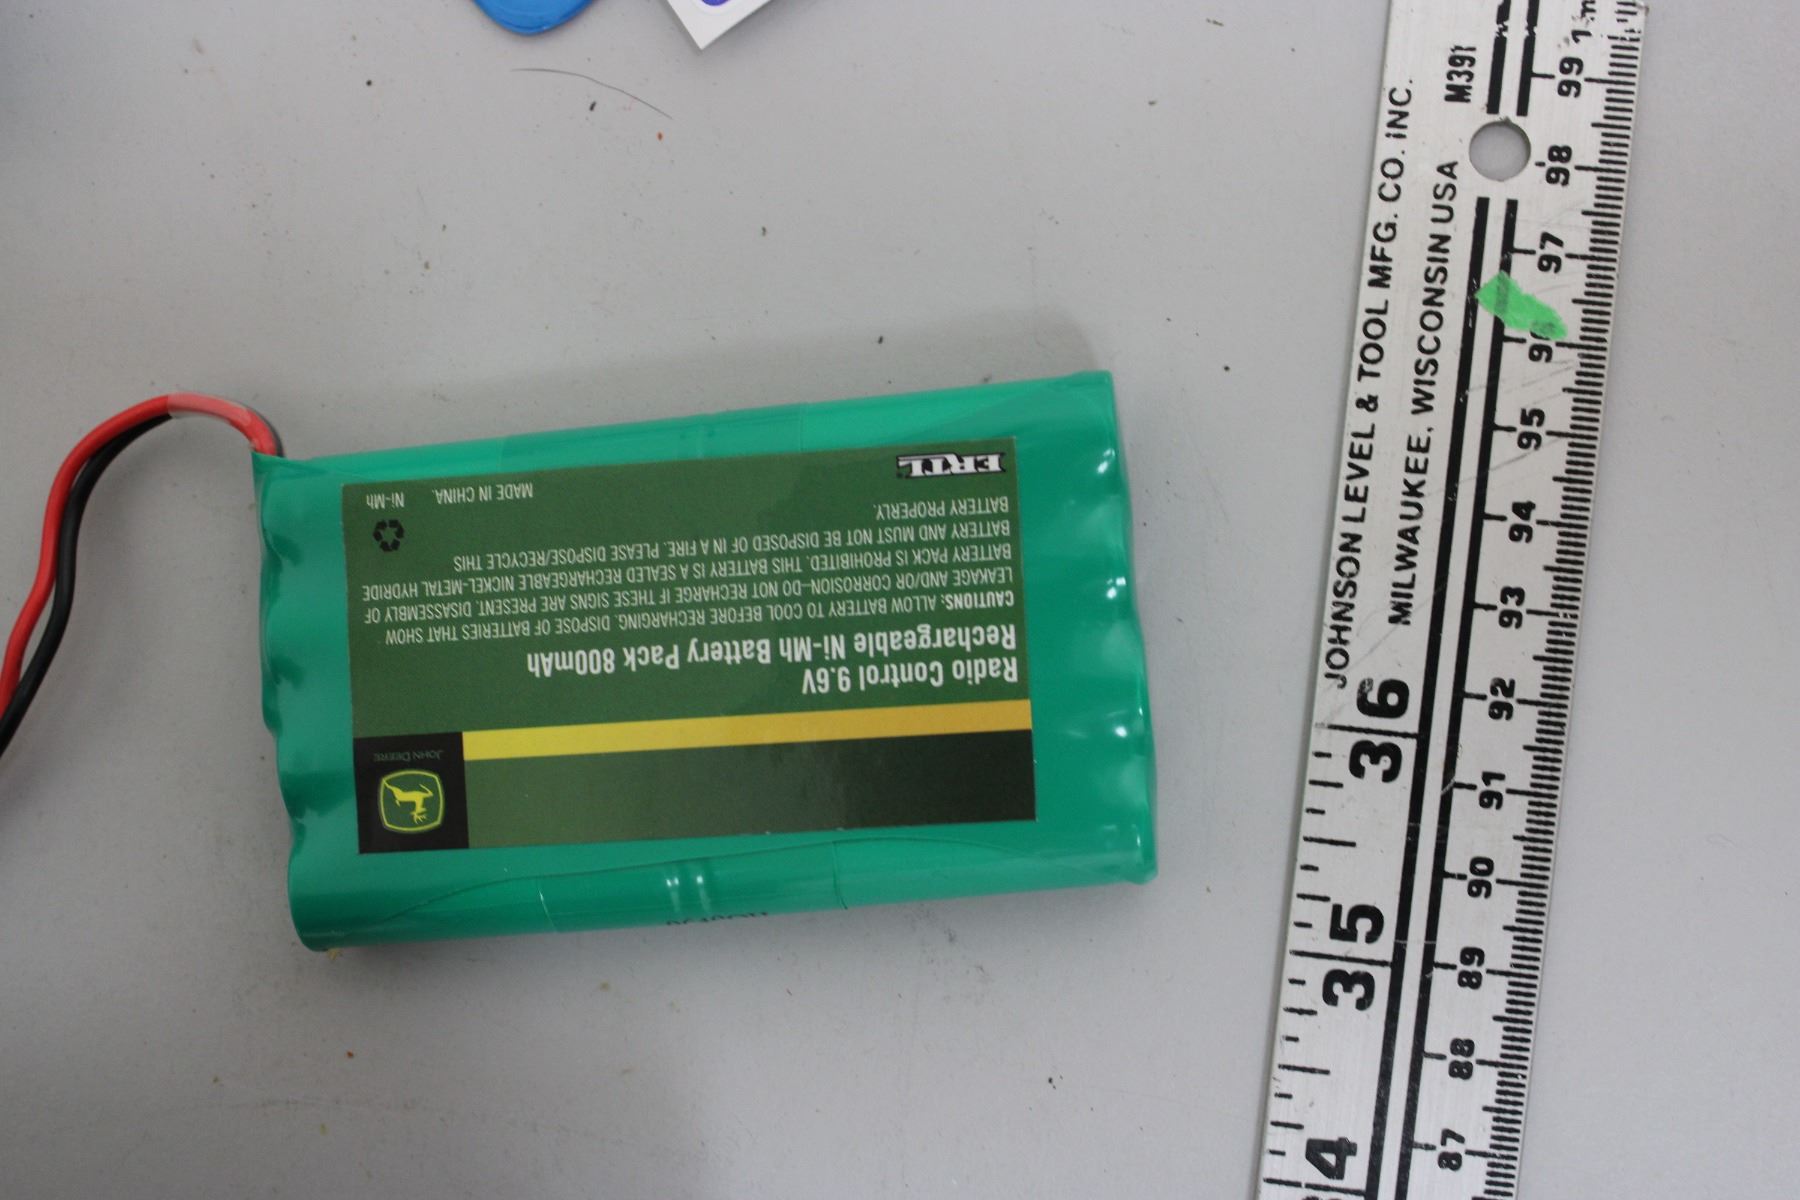 JOHN DEERE
Radio Control 9.6V
Rechargeable Ni-Mh Battery Pack 800mAh
CAUTIONS: ALLOW BATTERY TO COOL BEFORE RECHARGING. DISPOSE OF BATTERIES THAT SHOW
LEAKAGE AND/OR CORROSION–DO NOT RECHARGE IF THESE SIGNS ARE PRESENT. DISASSEMBLY OF
BATTERY PACK IS PROHIBITED. THIS BATTERY IS A SEALED RECHARGEABLE NICKEL-METAL HYDRIDE
BATTERY AND MUST NOT BE DISPOSED OF IN A FIRE. PLEASE DISPOSE/RECYCLE THIS
BATTERY PROPERLY.
ERTL
MADE IN CHINA.
Ni-Mh
JOHNSON LEVEL & TOOL MFG. CO. INC.
MILWAUKEE, WISCONSIN USA
M391
34
35
36
87
88
89
90
91
92
93
94
95
97
98
99
1m